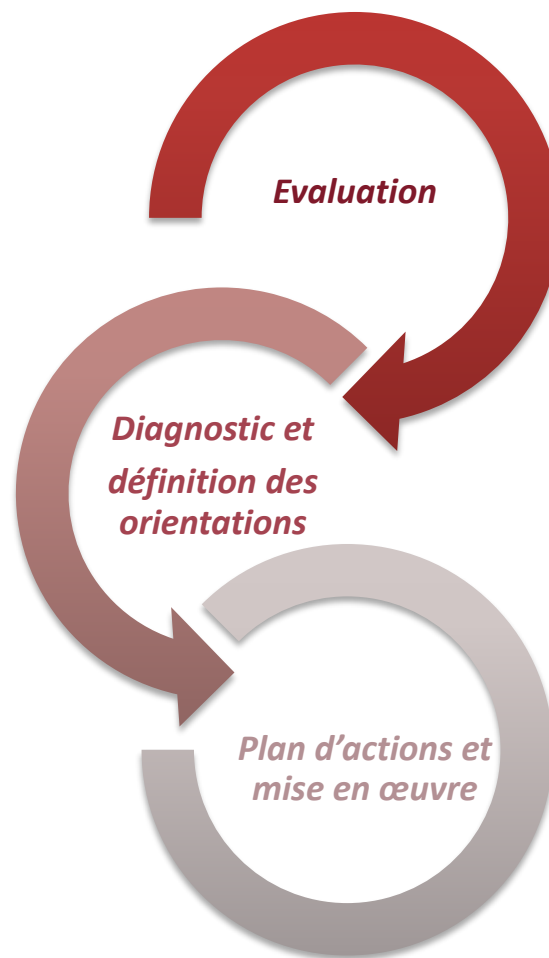 Evaluation
Diagnostic et
définition des
orientations
Plan d’actions et
mise en œuvre